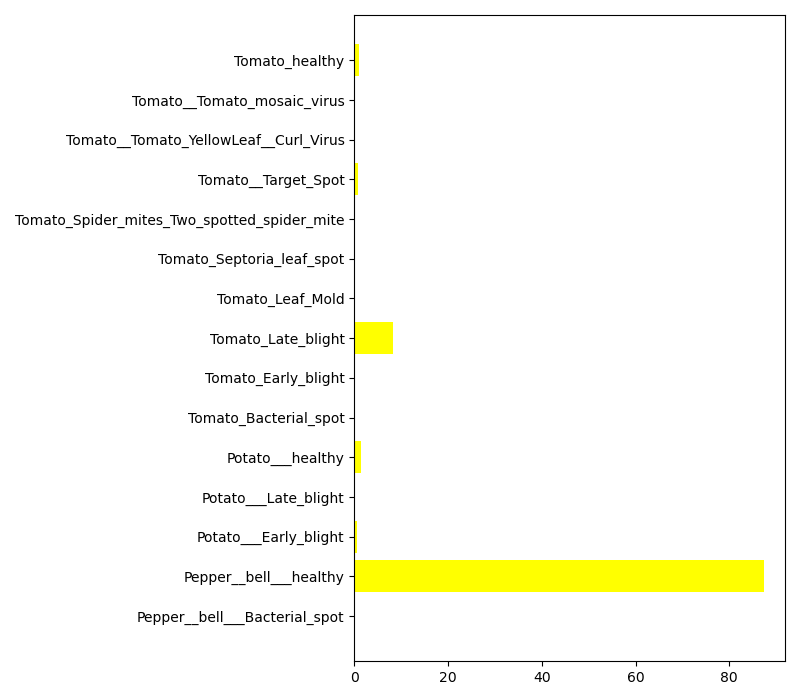 Tomato_healthy
Tomato__Tomato_mosaic_virus
Tomato__Tomato_YellowLeaf__Curl_Virus
Tomato__Target_Spot
Tomato_Spider_mites_Two_spotted_spider_mite
Tomato_Septoria_leaf_spot
Tomato_Leaf_Mold
Tomato_Late_blight
Tomato_Early_blight
Tomato_Bacterial_spot
Potato___healthy
Potato___Late_blight
Potato___Early_blight
Pepper__bell___healthy
Pepper__bell___Bacterial_spot
0 20 40 60 80